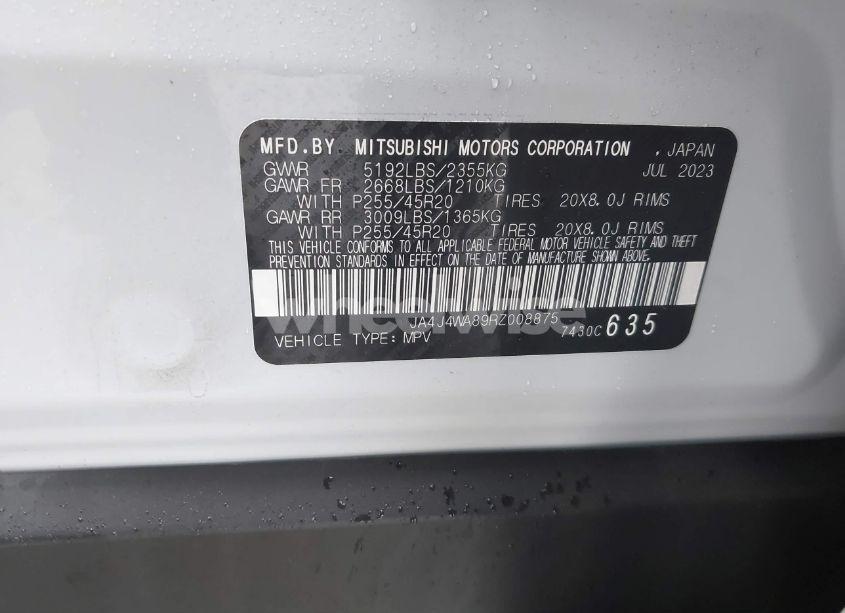 MFD.BY. MITSUBISHI MOTORS CORPORATION , JAPAN
GVWR 5192LBS/2355KG JUL 2023
GAWR FR 2668LBS/1210KG
WITH P255/45R20 TIRES 20X8.0J RIMS
GAWR RR 3009LBS/1365KG
WITH P255/45R20 TIRES 20X8.0J RIMS
THIS VEHICLE CONFORMS TO ALL APPLICABLE FEDERAL MOTOR VEHICLE SAFETY AND THEFT
PREVENTION STANDARDS IN EFFECT ON THE DATE OF MANUFACTURE SHOWN ABOVE.
wheelwise
JA4J4WA89RZ008875
VEHICLE TYPE: MPV 7430C 635